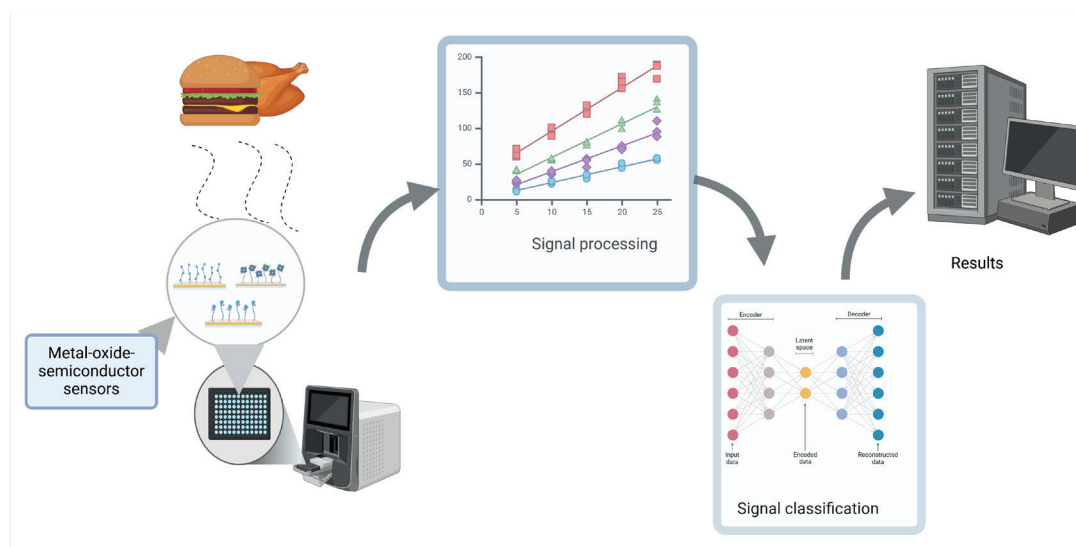 200
150
100
50
0
0 5 10 15 20 25
Signal processing
Metal-oxide-
semiconductor
sensors
Encoder
Decoder
Latent
space
Input
data
Encoded
data
Reconstructed
data
Signal classification
Results